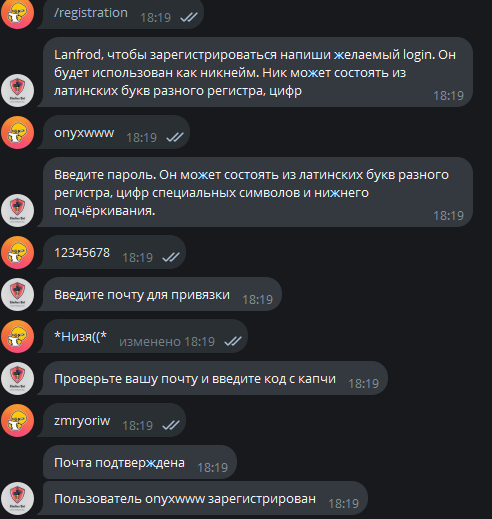 /registration 18:19
Lanfrod, чтобы зарегистрироваться напиши желаемый login. Он
будет использован как никнейм. Ник может состоять из
латинских букв разного регистра, цифр 18:19
onyxwww 18:19
Введите пароль. Он может состоять из латинских букв разного
регистра, цифр специальных символов и нижнего
подчёркивания. 18:19
12345678 18:19
Введите почту для привязки 18:19
*Низя((* изменено 18:19
Проверьте вашу почту и введите код с капчи 18:19
zmryoriw 18:19
Почта подтверждена 18:19
Пользователь onyxwww зарегистрирован 18:19